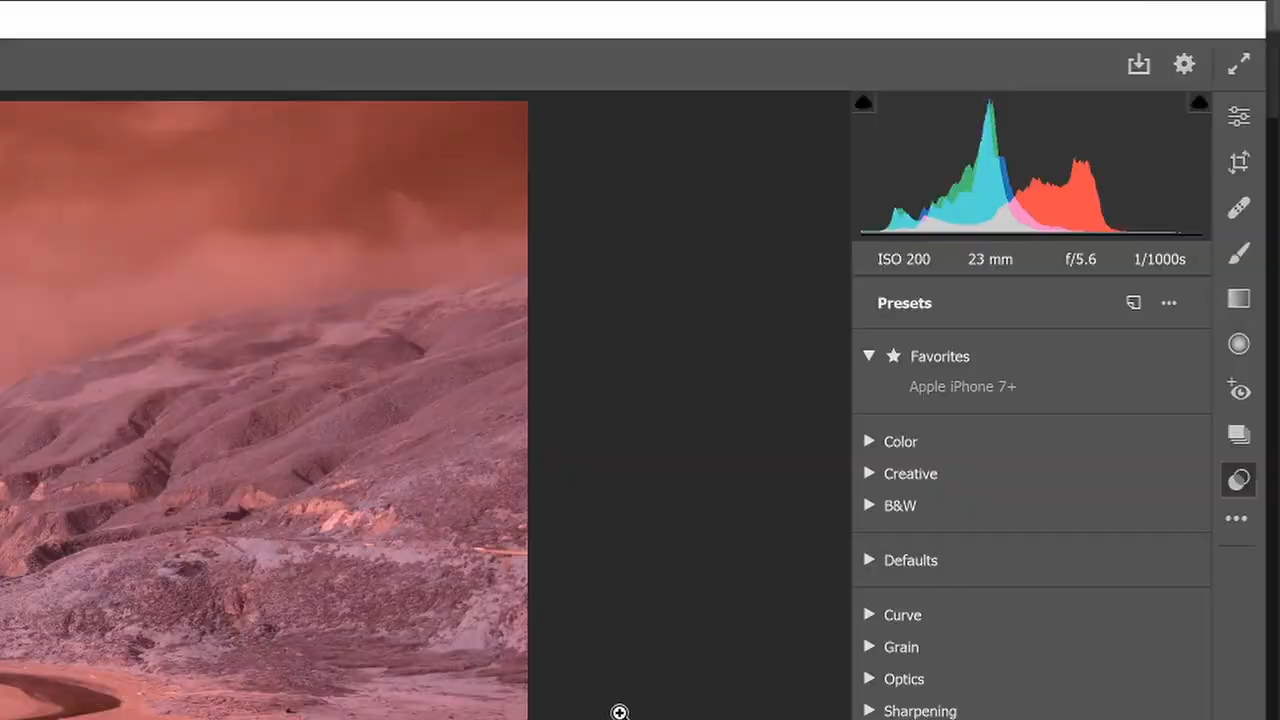 ISO 200 23 mm f/5.6 1/1000s
Presets
Favorites
Apple iPhone 7+
Color
Creative
B&W
Defaults
Curve
Grain
Optics
Sharpening